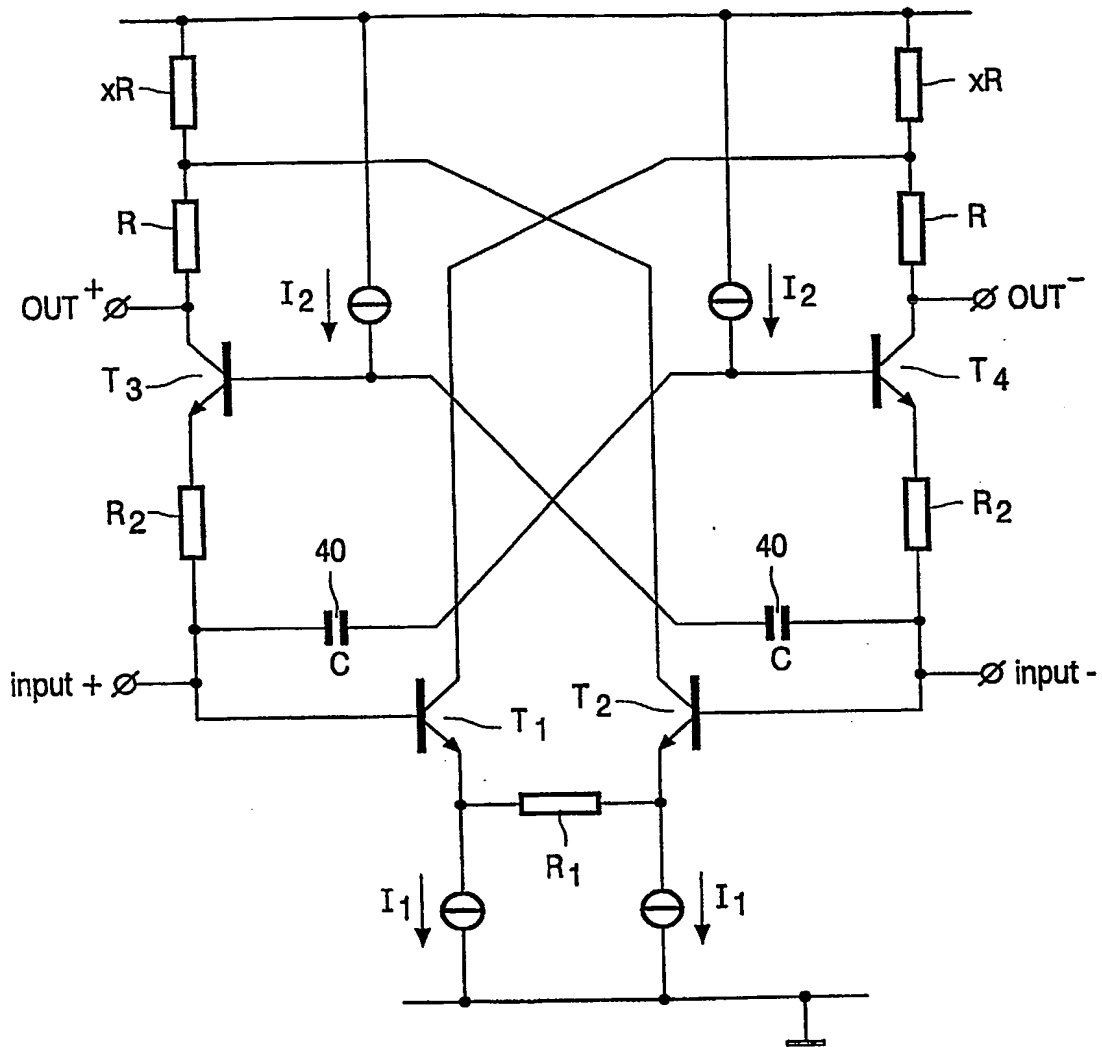 xR
xR
R
R
OUT+
I2
I2
OUT-
T3
T4
R2
R2
40
40
C
C
input +
input -
T1
T2
R1
I1
I1